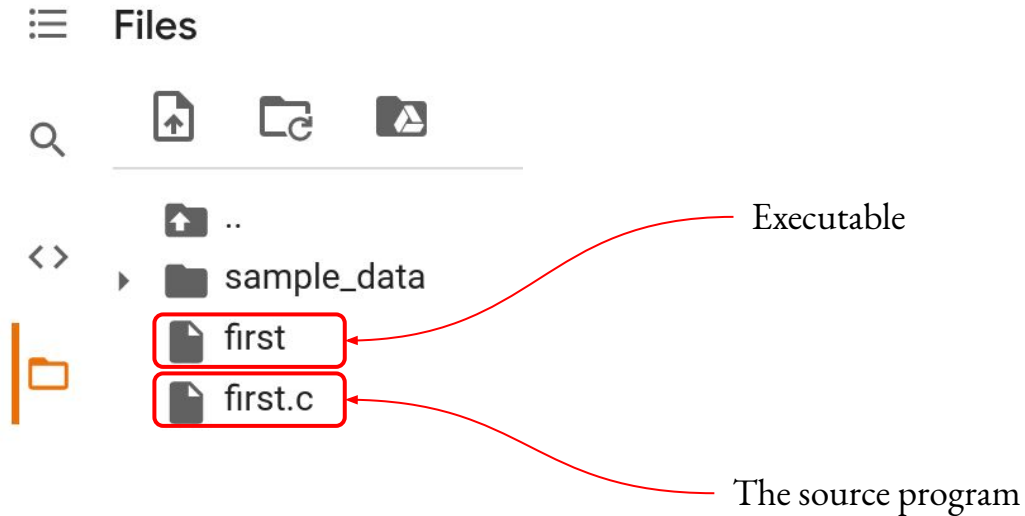 Files
..
Executable
sample_data
first
first.c
The source program